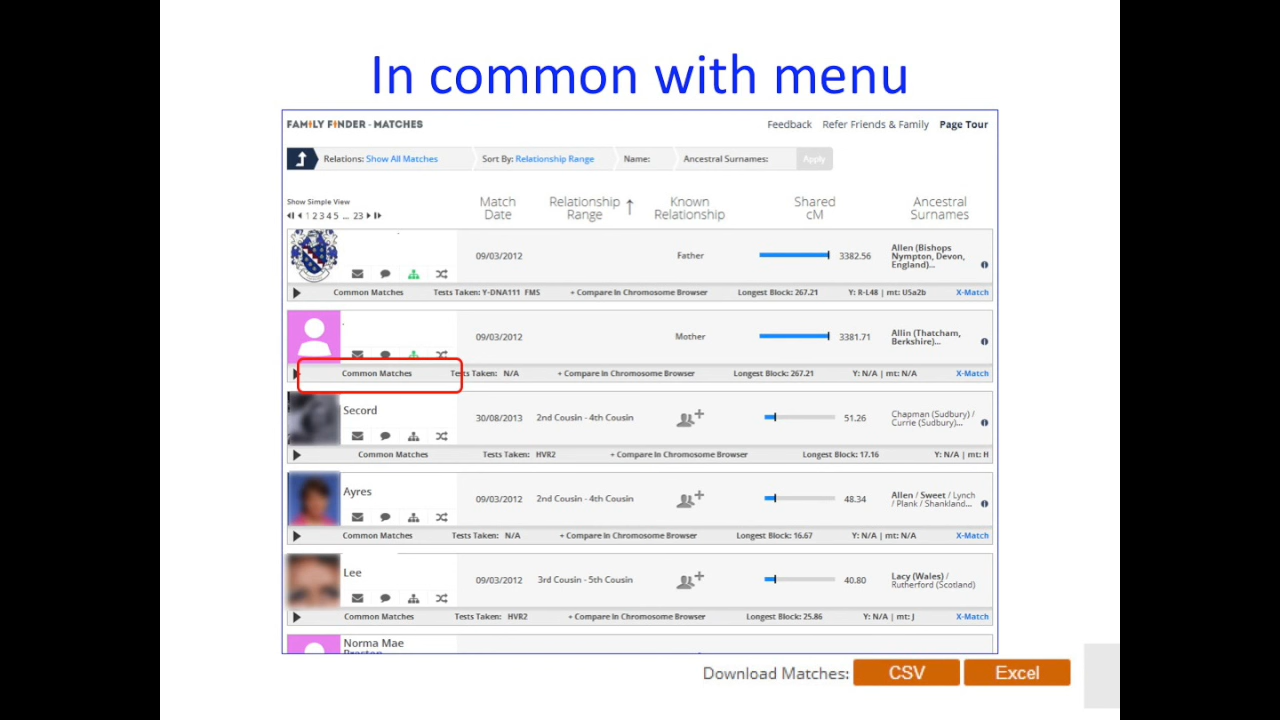 In common with menu
FAMILY FINDER - MATCHES
Feedback Refer Friends & Family Page Tour
Relations: Show All Matches Sort By: Relationship Range Name: Ancestral Surnames: Apply
Show Simple View
1 2 3 4 5 ... 23
Match Date Relationship Range Known Relationship Shared cM Ancestral Surnames
09/03/2012 Father 3382.56 Allen (Bishops Nympton, Devon, England)...
Common Matches Tests Taken: Y-DNA111 FMS + Compare In Chromosome Browser Longest Block: 267.21 Y: R-L48 | mt: U5a2b X-Match
09/03/2012 Mother 3381.71 Allin (Thatcham, Berkshire)...
Common Matches Tests Taken: N/A + Compare In Chromosome Browser Longest Block: 267.21 Y: N/A | mt: N/A X-Match
Secord 30/08/2013 2nd Cousin - 4th Cousin 51.26 Chapman (Sudbury) / Currie (Sudbury)...
Common Matches Tests Taken: HVR2 + Compare In Chromosome Browser Longest Block: 17.16 Y: N/A | mt: H
Ayres 09/03/2012 2nd Cousin - 4th Cousin 48.34 Allen / Sweet / Lynch / Plank / Shankland...
Common Matches Tests Taken: N/A + Compare In Chromosome Browser Longest Block: 16.67 Y: N/A | mt: N/A X-Match
Lee 09/03/2012 3rd Cousin - 5th Cousin 40.80 Lacy (Wales) / Rutherford (Scotland)
Common Matches Tests Taken: HVR2 + Compare In Chromosome Browser Longest Block: 25.86 Y: N/A | mt: J X-Match
Norma Mae
Download Matches: CSV Excel